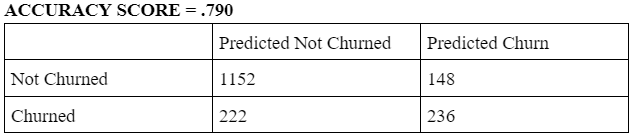 ACCURACY SCORE = .790
Predicted Not Churned Predicted Churn
Not Churned 1152 148
Churned 222 236